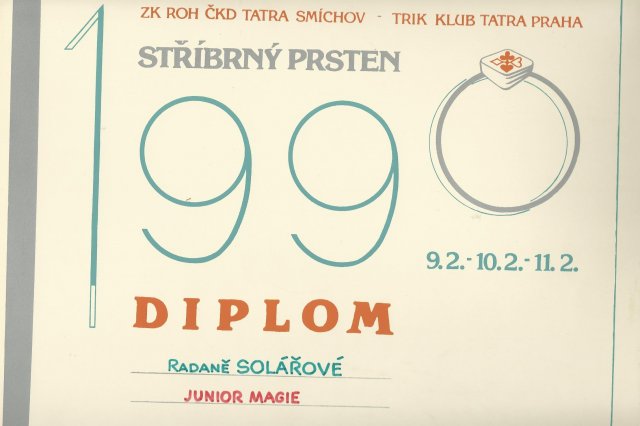 ZK ROH ČKD TATRA SMÍCHOV - TRIK KLUB TATRA PRAHA
STŘÍBRNÝ PRSTEN
1990
9.2.-10.2.-11.2.
DIPLOM
RADANĚ SOLÁŘOVÉ
JUNIOR MAGIE